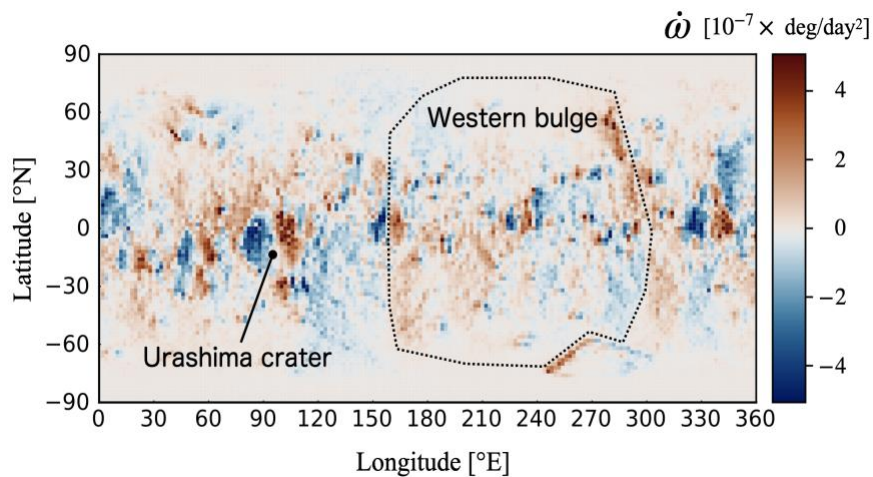 ω̇ [10⁻⁷ × deg/day²]
90
60
30
0
−30
−60
−90
Latitude [°N]
Western bulge
Urashima crater
4
2
0
−2
−4
0 30 60 90 120 150 180 210 240 270 300 330 360
Longitude [°E]